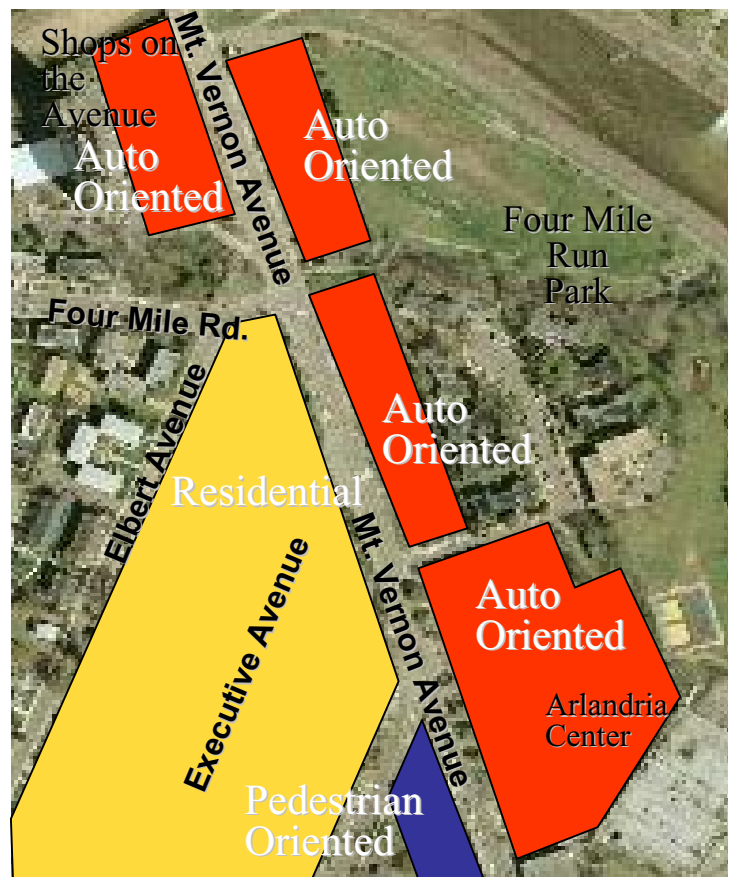 Shops on
the
Avenue
Mt. Vernon Avenue
Auto
Oriented
Auto
Oriented
Four Mile
Run
Park
Four Mile Rd.
Elbert Avenue
Auto
Oriented
Residential
Executive Avenue
Mt. Vernon Avenue
Auto
Oriented
Arlandria
Center
Pedestrian
Oriented